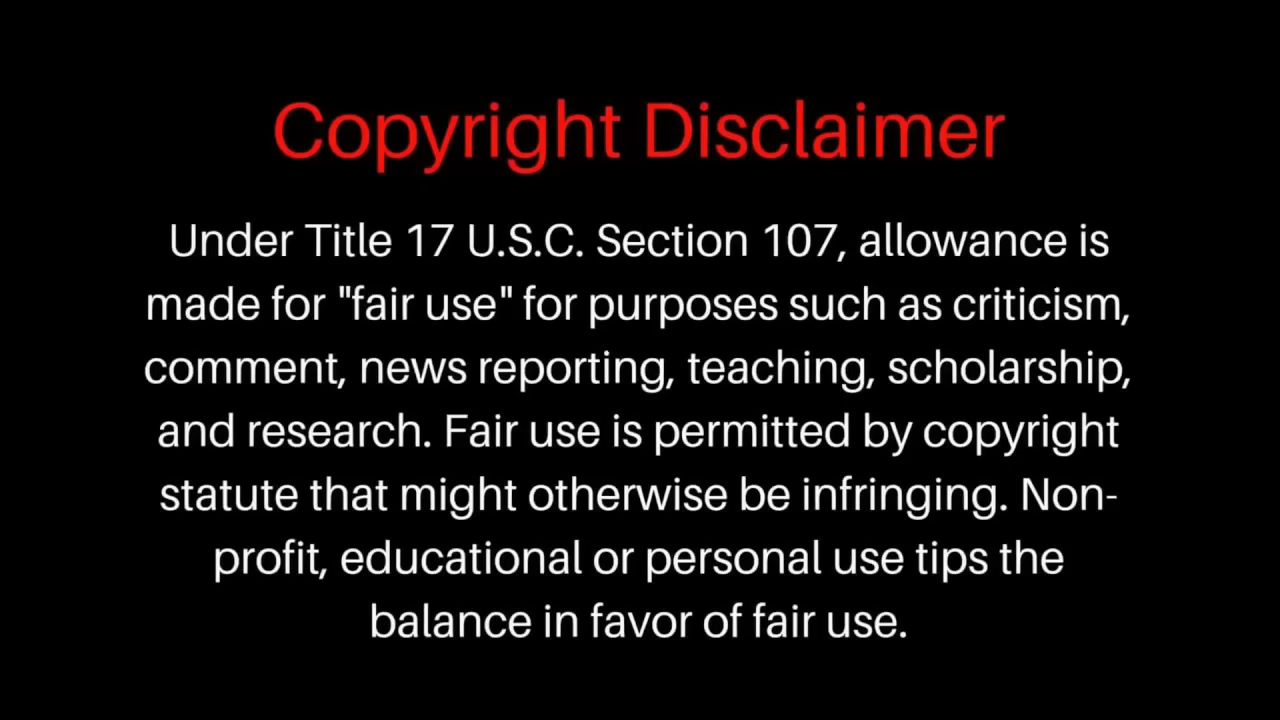 Copyright Disclaimer
Under Title 17 U.S.C. Section 107, allowance is
made for "fair use" for purposes such as criticism,
comment, news reporting, teaching, scholarship,
and research. Fair use is permitted by copyright
statute that might otherwise be infringing. Non-
profit, educational or personal use tips the
balance in favor of fair use.